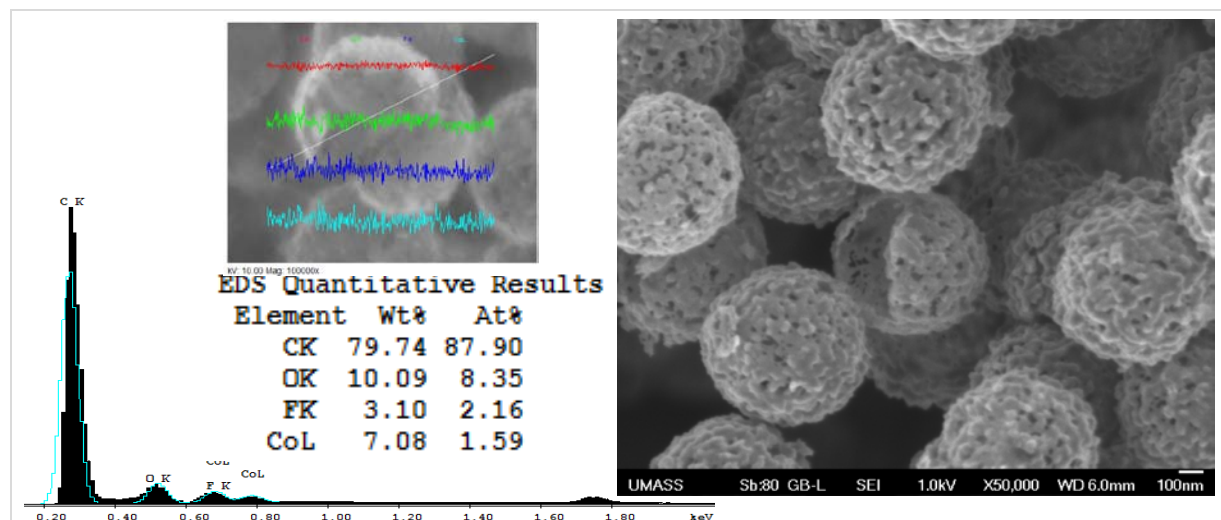 C K
KV: 10.00 Mag: 100000x
EDS Quantitative Results
Element Wt% At%
CK 79.74 87.90
OK 10.09 8.35
FK 3.10 2.16
CoL 7.08 1.59
CoL
O K
F K
CoL
0.20 0.40 0.60 0.80 1.00 1.20 1.40 1.60 1.80 keV
UMASS Sb:80 GB-L SEI 1.0kV X50,000 WD 6.0mm 100nm